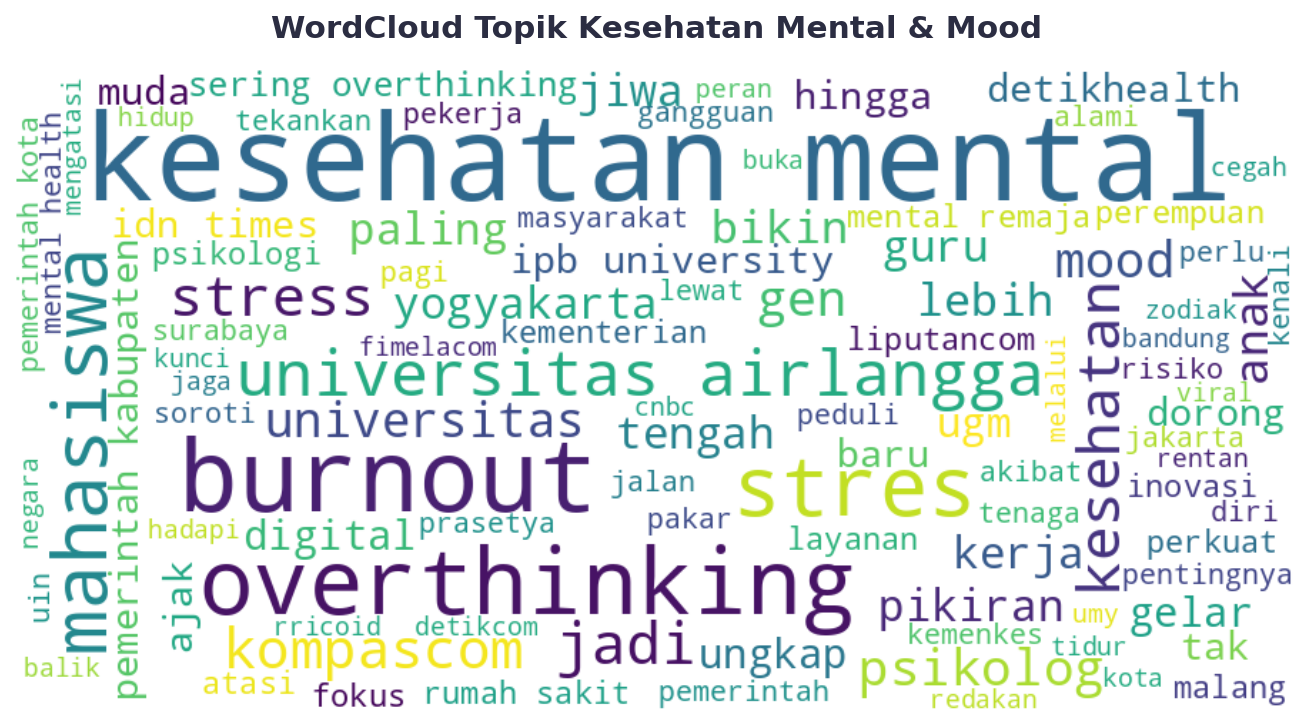 WordCloud Topik Kesehatan Mental & Mood
muda
sering overthinking
jiwa
peran
hingga
detikhealth
hidup
tekankan
pekerja
gangguan
alami
kesehatan mental
buka
cegah
mengatasi
mental health
pemerintah kota
idn times
paling
masyarakat
bikin
mental remaja
perempuan
psikologi
pagi
ipb university
guru
mood
perlu
kenali
stress
yogyakarta
lewat
gen
lebih
zodiak
anak
surabaya
fimelacom
kementerian
liputancom
bandung
kunci
jaga
universitas airlangga
melalui
risiko
viral
mahasiswa
pemerintah kabupaten
kesehatan
soroti
universitas
cnbc
tengah
peduli
ugm
dorong
jakarta
burnout
jalan
stres
baru
akibat
rentan
inovasi
negara
hadapi
digital
prasetya
pakar
tenaga
diri
layanan
kerja
perkuat
pentingnya
uin
ajak
overthinking
pikiran
umy
gelar
rricoid
detikcom
kemenkes
tidur
tak
balik
kompascom
jadi
ungkap
psikolog
kota
malang
atasi
fokus
rumah sakit
pemerintah
redakan